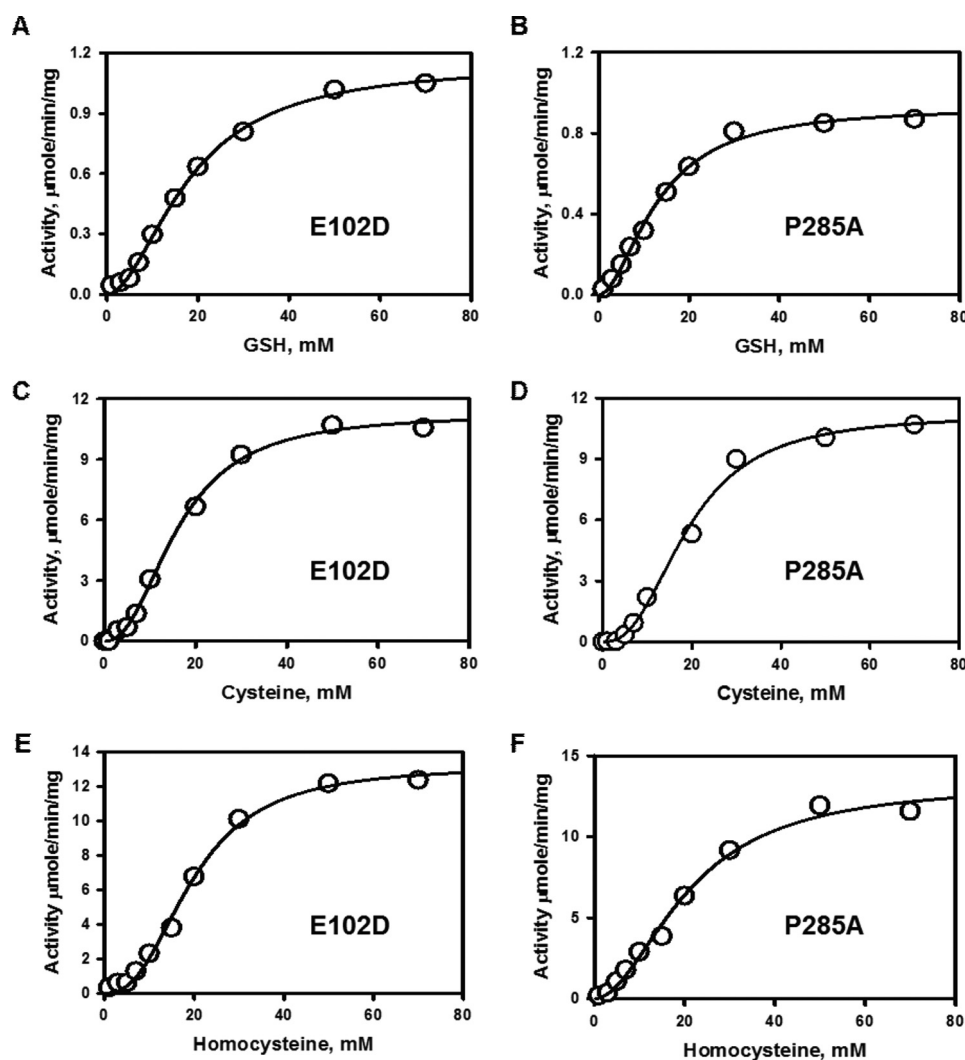 A
1.2
0.9
0.6
0.3
0.0
Activity, µmole/min/mg
E102D
0 20 40 60 80
GSH, mM
B
1.2
0.8
0.4
0.0
Activity, µmole/min/mg
P285A
0 20 40 60 80
GSH, mM
C
12
9
6
3
0
Activity, µmole/min/mg
E102D
0 20 40 60 80
Cysteine, mM
D
12
9
6
3
0
Activity, µmole/min/mg
P285A
0 20 40 60 80
Cysteine, mM
E
14
12
10
8
6
4
2
0
Activity µmole/min/mg
E102D
0 20 40 60 80
Homocysteine, mM
F
15
10
5
0
Activity µmole/min/mg
P285A
0 20 40 60 80
Homocysteine, mM